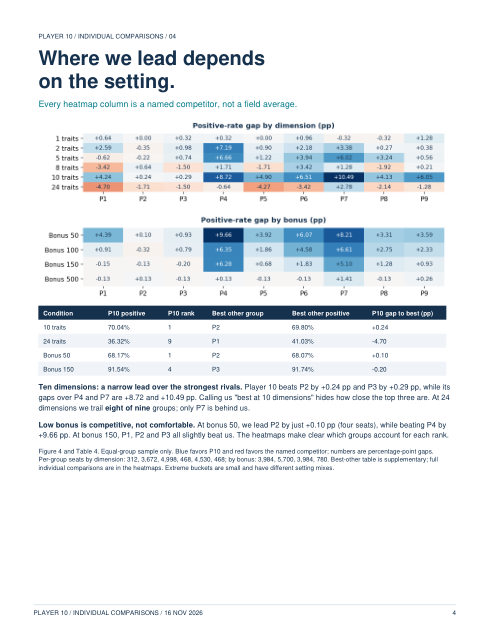 PLAYER 10 / INDIVIDUAL COMPARISONS / 04
Where we lead depends
on the setting.
Every heatmap column is a named competitor, not a field average.
Positive-rate gap by dimension (pp)
1 traits +0.64 +0.00 +0.32 +0.32 +0.00 +0.96 -0.32 -0.32 +1.28
2 traits +2.59 -0.35 +0.98 +7.19 +0.90 +2.18 +3.38 +0.27 +0.38
5 traits -0.62 -0.22 +0.74 +6.66 +1.22 +3.94 +3.24 +0.56
8 traits -3.42 +0.64 -1.50 +1.71 -1.71 +3.42 +1.28 -1.92 +0.21
10 traits +4.24 +0.24 +0.29 +8.72 +4.90 +8.51 +10.49 +4.13
24 traits -4.70 -1.71 -1.50 -0.64 -4.27 -3.42 +2.78 -2.14 -1.28
P1 P2 P3 P4 P5 P6 P7 P8 P9
Positive-rate gap by bonus (pp)
Bonus 50 +4.39 +0.10 +0.93 +9.66 +3.92 +6.07 +8.21 +3.31 +3.59
Bonus 100 +0.91 -0.32 +0.79 +6.35 +1.86 +4.58 +6.61 +2.75 +2.33
Bonus 150 -0.15 -0.13 -0.20 +6.28 +0.68 +1.83 +5.10 +1.28 +0.93
Bonus 500 -0.13 +0.13 -0.13 +0.13 -0.13 -0.13 +1.41 -0.13 +0.26
P1 P2 P3 P4 P5 P6 P7 P8 P9
Condition P10 positive P10 rank Best other group Best other positive P10 gap to best (pp)
10 traits 70.04% 1 P2 69.80% +0.24
24 traits 36.32% 9 P1 41.03% -4.70
Bonus 50 68.17% 1 P2 68.07% +0.10
Bonus 150 91.54% 4 P3 91.74% -0.20
Ten dimensions: a narrow lead over the strongest rivals. Player 10 beats P2 by +0.24 pp and P3 by +0.29 pp, while its
gaps over P4 and P7 are +8.72 and +10.49 pp. Calling us "best at 10 dimensions" hides how close the top three are. At 24
dimensions we trail eight of nine groups; only P7 is behind us.
Low bonus is competitive, not comfortable. At bonus 50, we lead P2 by just +0.10 pp (four seats), while beating P4 by
+9.66 pp. At bonus 150, P1, P2 and P3 all slightly beat us. The heatmaps make clear which groups account for each rank.
Figure 4 and Table 4. Equal-group sample only. Blue favors P10 and red favors the named competitor; numbers are percentage-point gaps.
Per-group seats by dimension: 312, 3,672, 4,998, 468, 4,530, 468; by bonus: 3,984, 5,700, 3,984, 780. Best-other table is supplementary; full
individual comparisons are in the heatmaps. Extreme buckets are small and have different setting mixes.
PLAYER 10 / INDIVIDUAL COMPARISONS / 16 NOV 2026 4